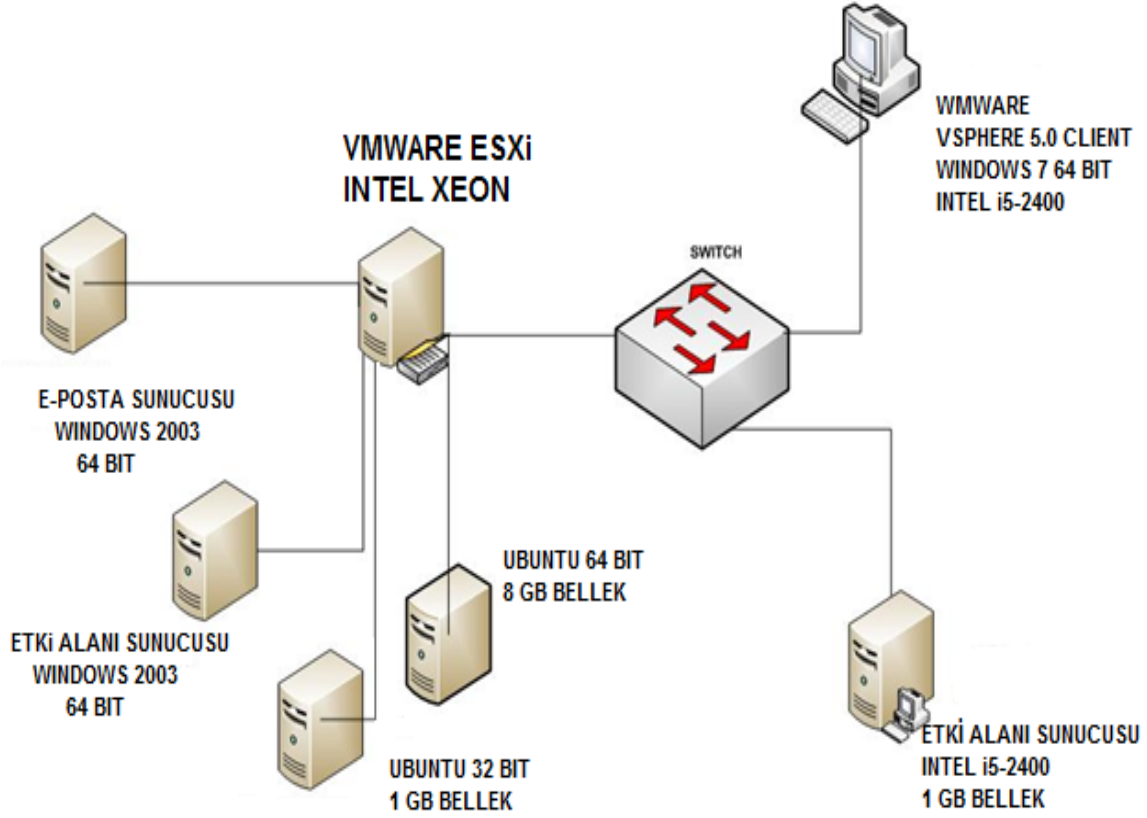 WMWARE
VSPHERE 5.0 CLIENT
WINDOWS 7 64 BIT
INTEL i5-2400
VMWARE ESXi
INTEL XEON
SWITCH
E-POSTA SUNUCUSU
WINDOWS 2003
64 BIT
UBUNTU 64 BIT
8 GB BELLEK
ETKi ALANI SUNUCUSU
WINDOWS 2003
64 BIT
UBUNTU 32 BIT
1 GB BELLEK
ETKİ ALANI SUNUCUSU
INTEL i5-2400
1 GB BELLEK